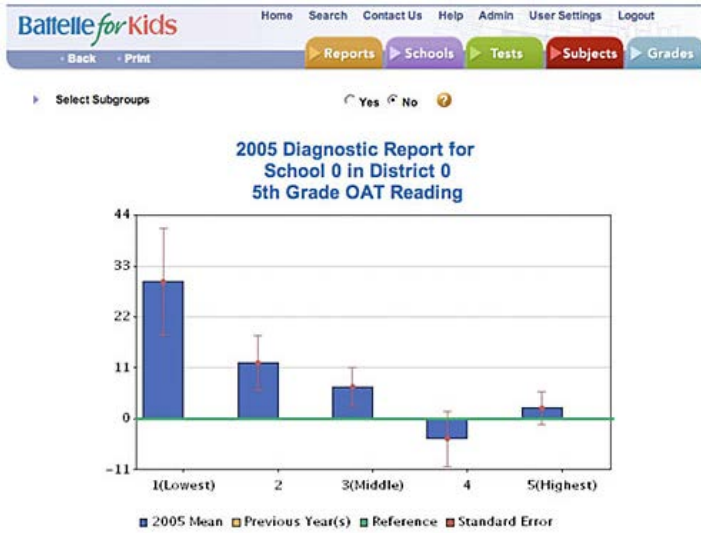 Battelle for Kids
Home Search Contact Us Help Admin User Settings Logout
Back Print
Reports Schools Tests Subjects Grades
Select Subgroups Yes No ?
2005 Diagnostic Report for
School 0 in District 0
5th Grade OAT Reading
44
33
22
11
0
-11
1(Lowest) 2 3(Middle) 4 5(Highest)
2005 Mean Previous Year(s) Reference Standard Error